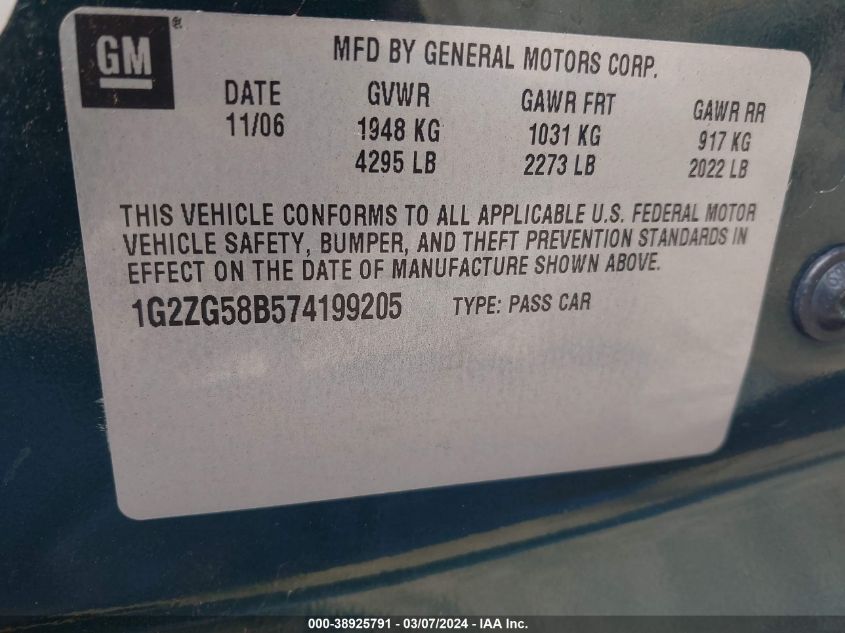 GM®
MFD BY GENERAL MOTORS CORP.
DATE GVWR GAWR FRT GAWR RR
11/06 1948 KG 1031 KG 917 KG
4295 LB 2273 LB 2022 LB
THIS VEHICLE CONFORMS TO ALL APPLICABLE U.S. FEDERAL MOTOR
VEHICLE SAFETY, BUMPER, AND THEFT PREVENTION STANDARDS IN
EFFECT ON THE DATE OF MANUFACTURE SHOWN ABOVE.
1G2ZG58B574199205 TYPE: PASS CAR
000-38925791 - 03/07/2024 - IAA Inc.